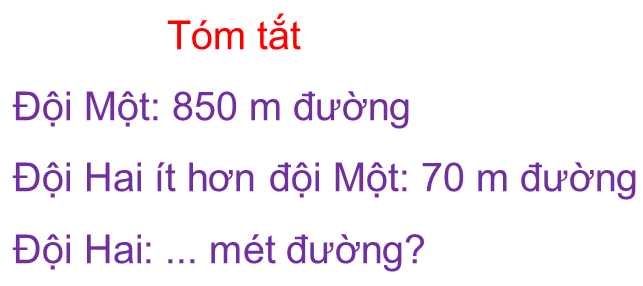 Tóm tắt
Đội Một: 850 m đường
Đội Hai ít hơn đội Một: 70 m đường
Đội Hai: ... mét đường?